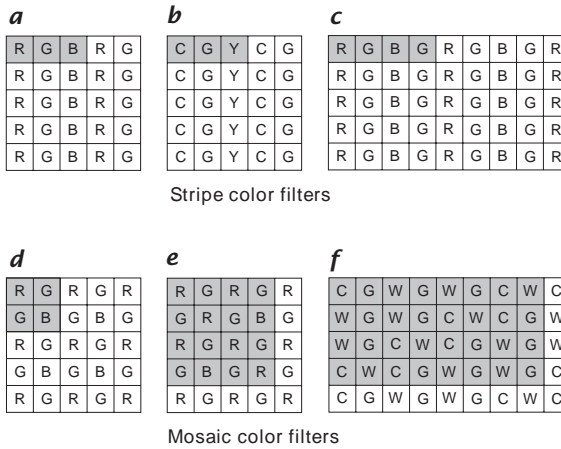 a b c
R G B R G C G Y C G R G B G R G B G R
R G B R G C G Y C G R G B G R G B G R
R G B R G C G Y C G R G B G R G B G R
R G B R G C G Y C G R G B G R G B G R
R G B R G C G Y C G R G B G R G B G R
Stripe color filters
d e f
R G R G R R G R G R C G W G W G C W C
G B G B G G R G B G W G W G C W C G W
R G R G R R G R G R W G C W C G W G W
G B G B G G B G R G C W C G W G W G C
R G R G R R G R G R C G W G W G C W C
Mosaic color filters